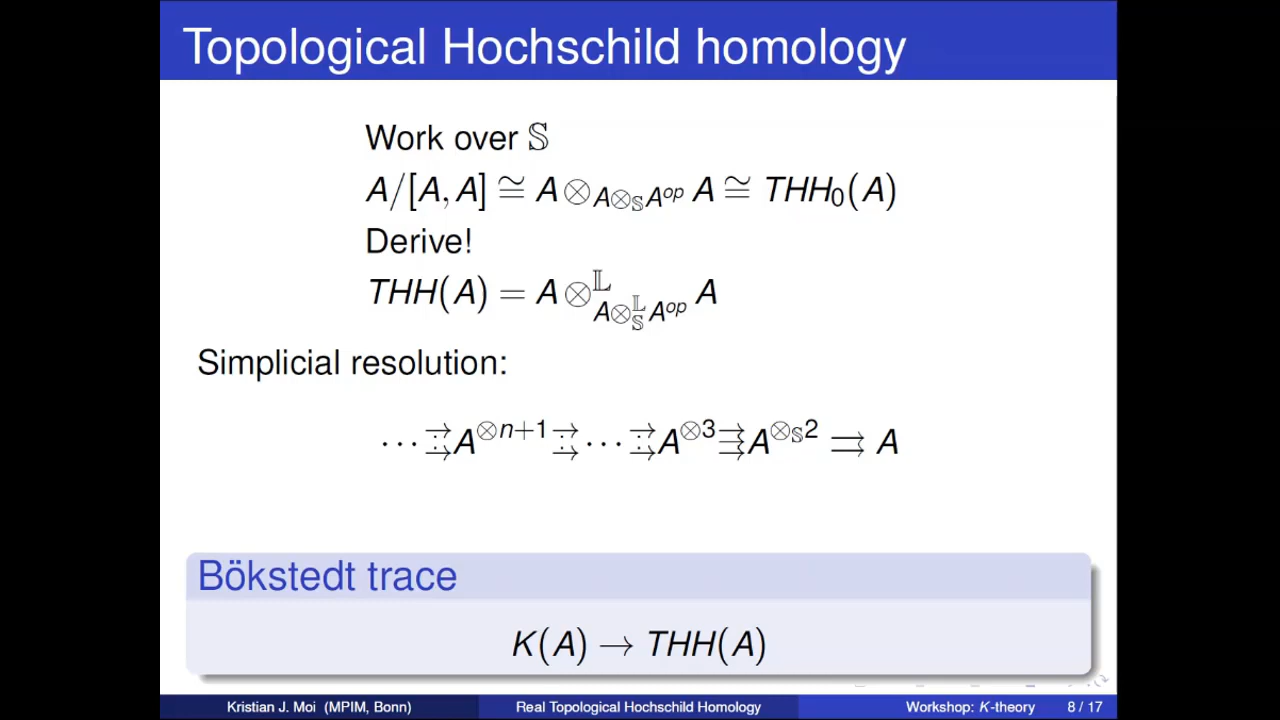 Topological Hochschild homology
Work over 𝕊
A/[A, A] ≅ A ⊗_{A⊗_𝕊 A^{op}} A ≅ THH₀(A)
Derive!
THH(A) = A ⊗^𝕃_{A⊗^𝕃_𝕊 A^{op}} A
Simplicial resolution:
⋯ ⇉ A^{⊗n+1} ⇉ ⋯ ⇉ A^{⊗3} ⇶ A^{⊗_𝕊 2} ⇉ A
Bökstedt trace
K(A) → THH(A)
Kristian J. Moi (MPIM, Bonn) Real Topological Hochschild Homology Workshop: K-theory 8 / 17